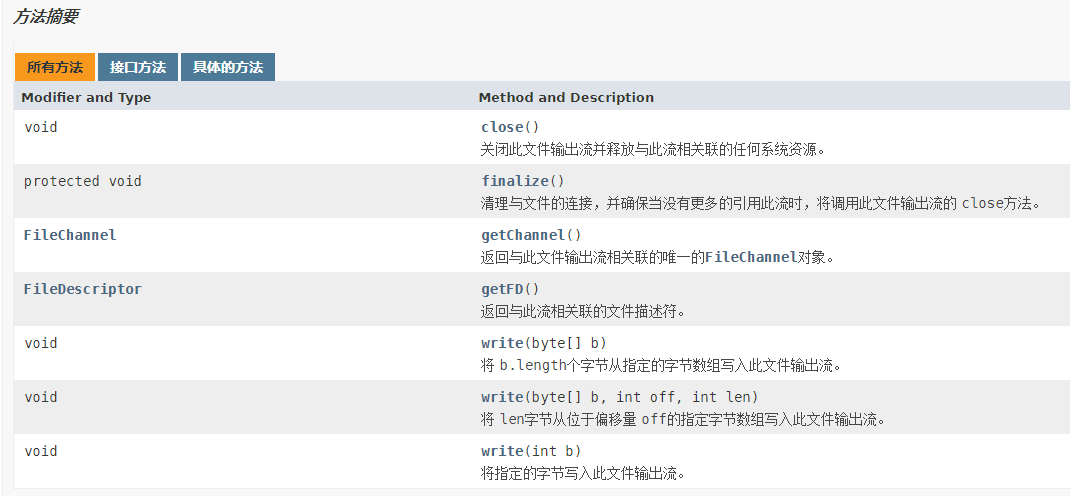 方法摘要
所有方法 接口方法 具体的方法
Modifier and Type Method and Description
void close()
关闭此文件输出流并释放与此流相关联的任何系统资源。
protected void finalize()
清理与文件的连接，并确保当没有更多的引用此流时，将调用此文件输出流的 close方法。
FileChannel getChannel()
返回与此文件输出流相关联的唯一的FileChannel对象。
FileDescriptor getFD()
返回与此流相关联的文件描述符。
void write(byte[] b)
将 b.length个字节从指定的字节数组写入此文件输出流。
void write(byte[] b, int off, int len)
将 len字节从位于偏移量 off的指定字节数组写入此文件输出流。
void write(int b)
将指定的字节写入此文件输出流。